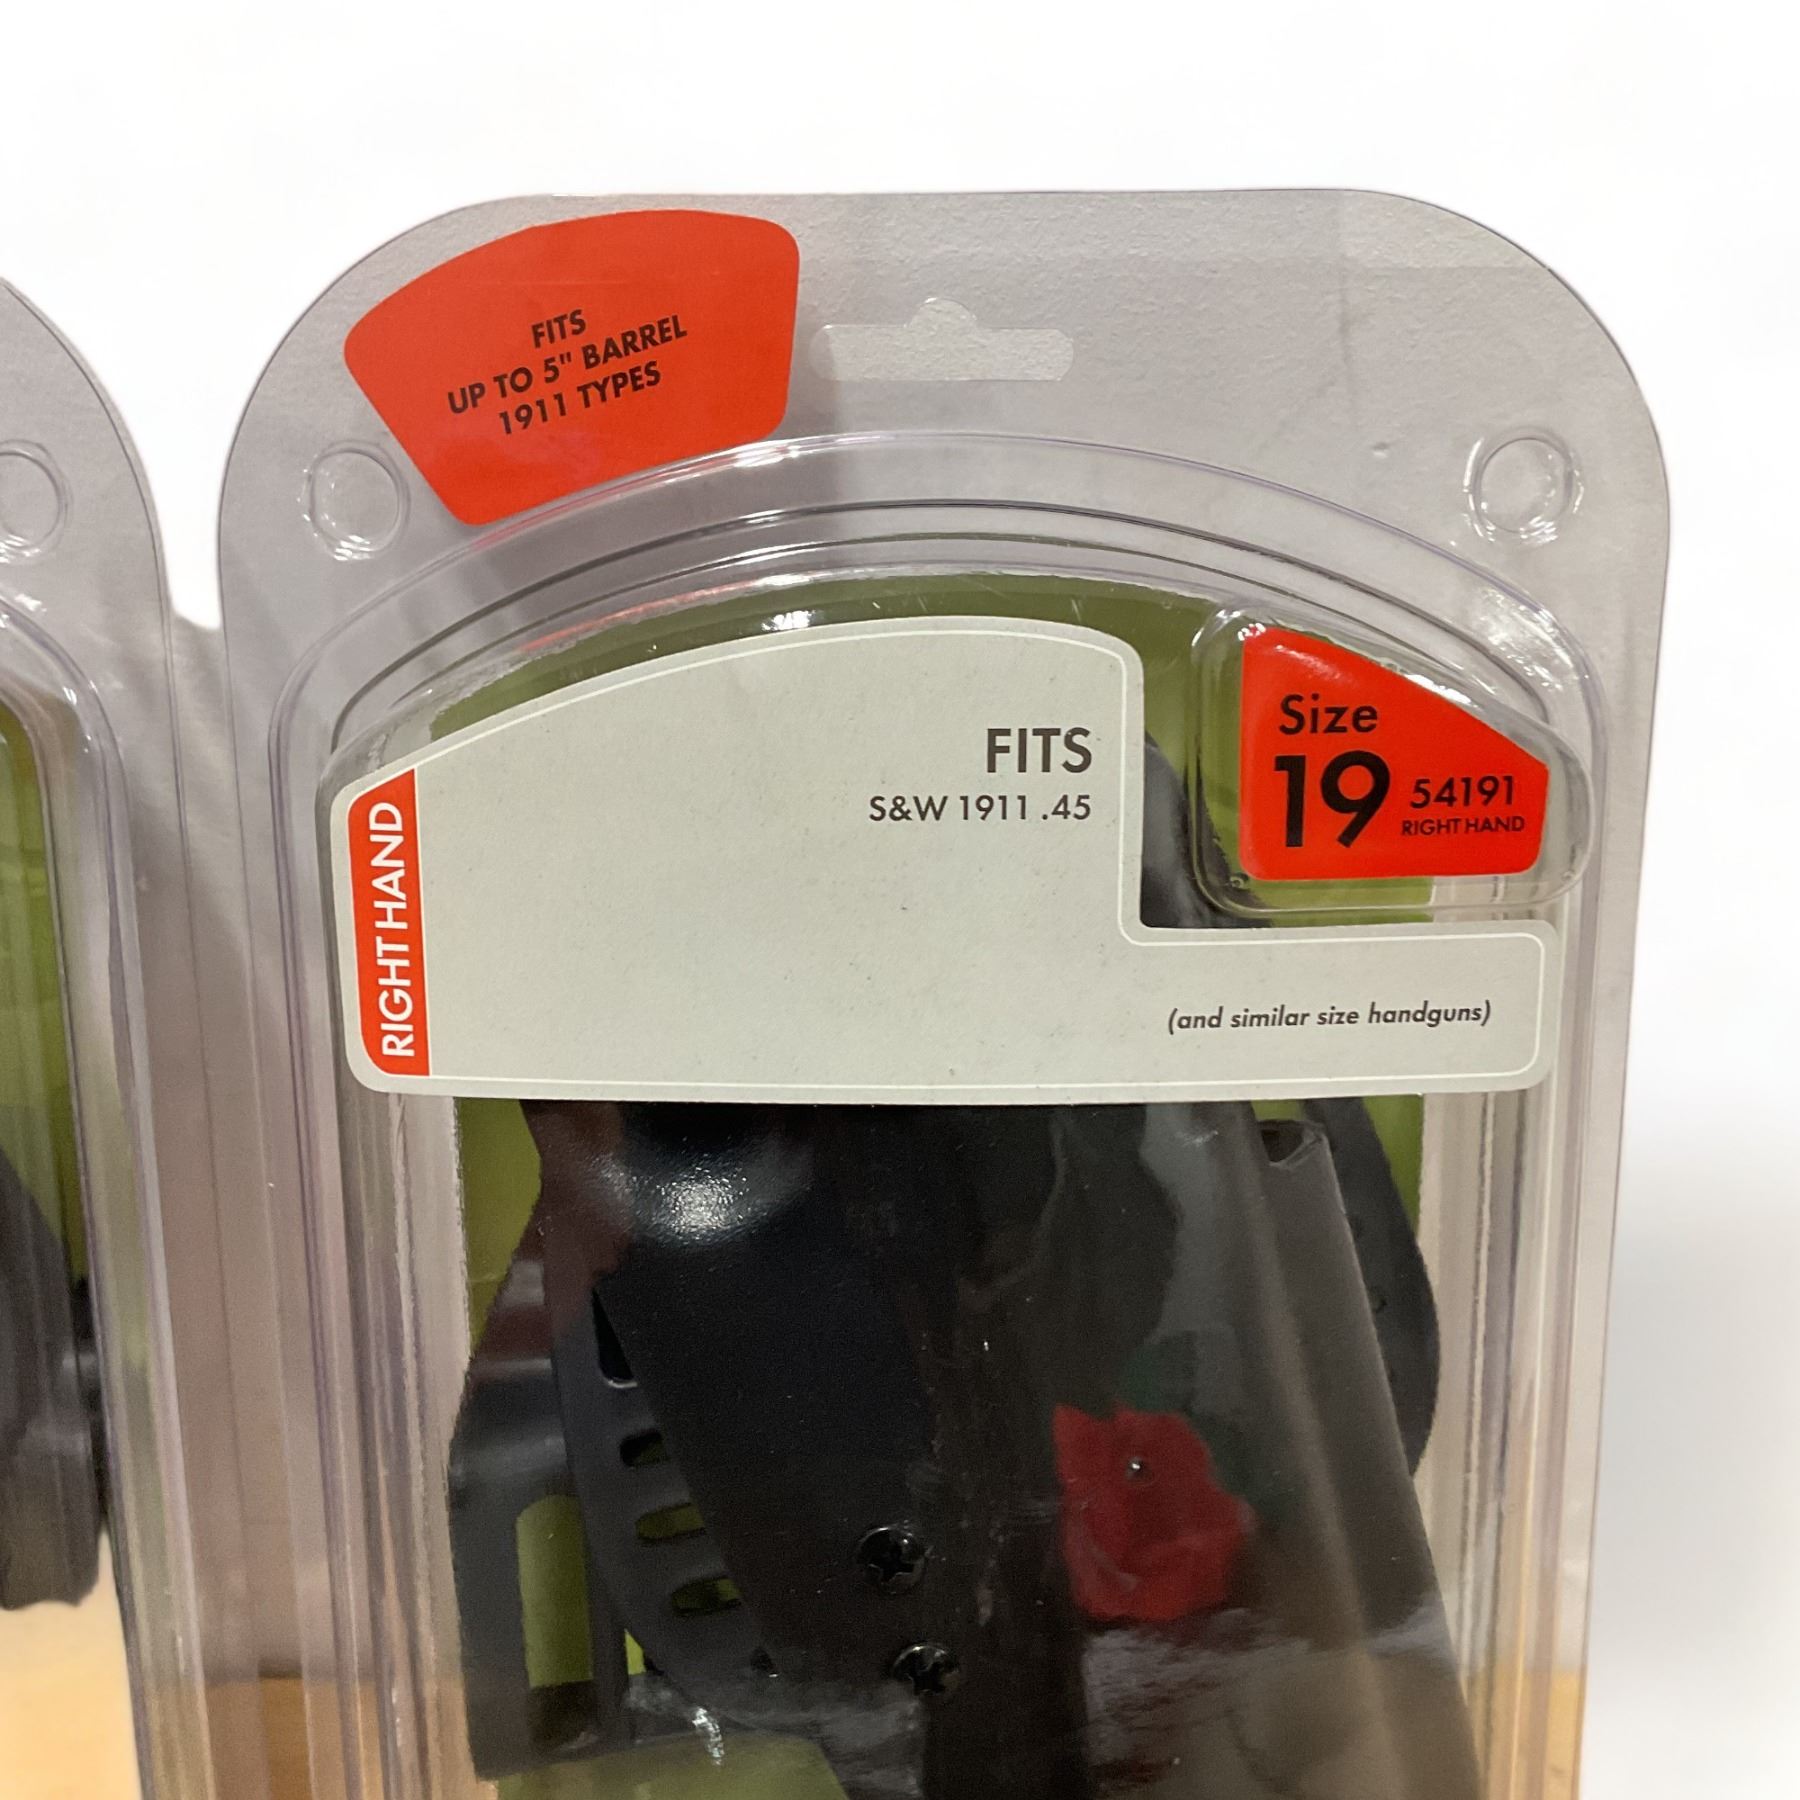 FITS
UP TO 5" BARREL
1911 TYPES
FITS
S&W 1911 .45
Size
19
54191
RIGHT HAND
RIGHT HAND
(and similar size handguns)